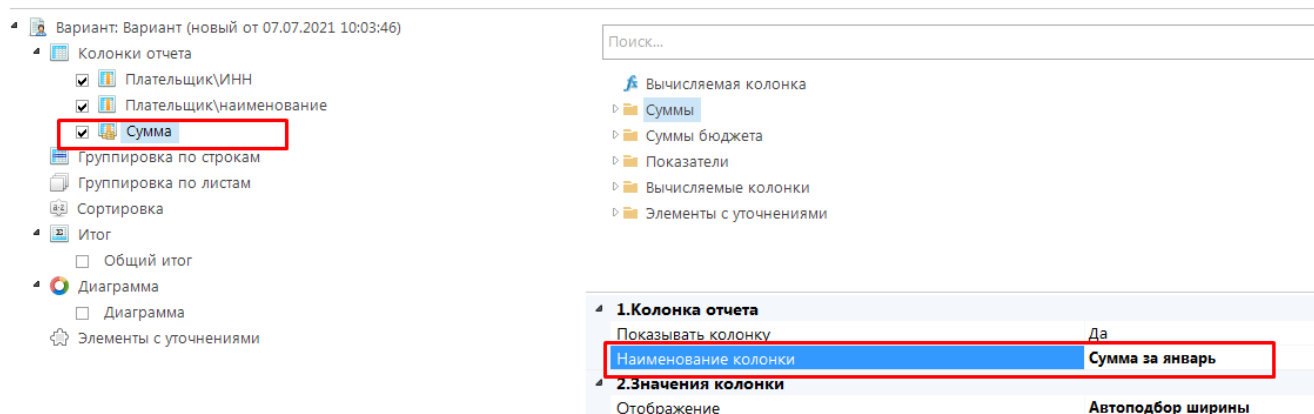 Вариант: Вариант (новый от 07.07.2021 10:03:46)
Колонки отчета
Плательщик\ИНН
Плательщик\наименование
Сумма
Группировка по строкам
Группировка по листам
Сортировка
Итог
Общий итог
Диаграмма
Диаграмма
Элементы с уточнениями
Поиск...
Вычисляемая колонка
Суммы
Суммы бюджета
Показатели
Вычисляемые колонки
Элементы с уточнениями
1.Колонка отчета
Показывать колонку Да
Наименование колонки Сумма за январь
2.Значения колонки
Отображение Автоподбор ширины